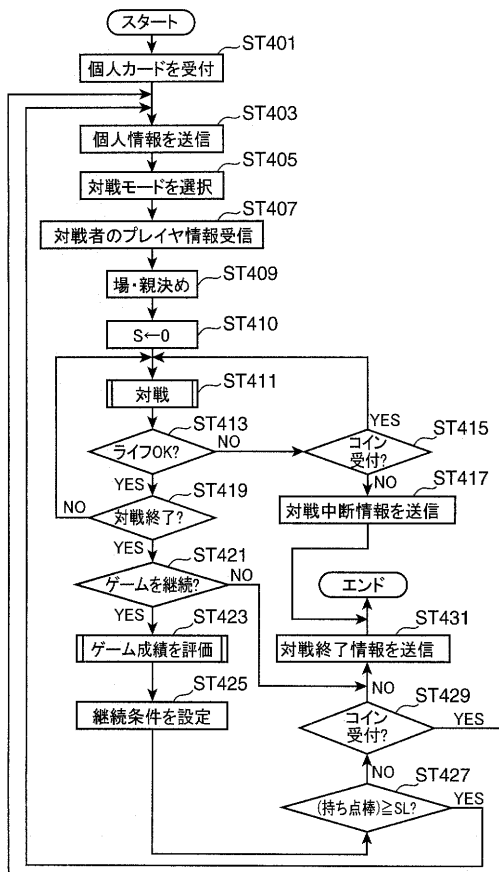 スタート
ST401
個人カードを受付
ST403
個人情報を送信
ST405
対戦モードを選択
ST407
対戦者のプレイヤ情報受信
ST409
場・親決め
ST410
S←0
ST411
対戦
ST413
ライフOK?
NO
YES
ST415
コイン
受付?
YES
NO
ST417
対戦中断情報を送信
ST419
対戦終了?
NO
YES
ST421
ゲームを継続?
NO
YES
ST423
ゲーム成績を評価
ST425
継続条件を設定
エンド
ST431
対戦終了情報を送信
NO
ST429
コイン
受付?
YES
NO
ST427
(持ち点棒)≧SL?
YES